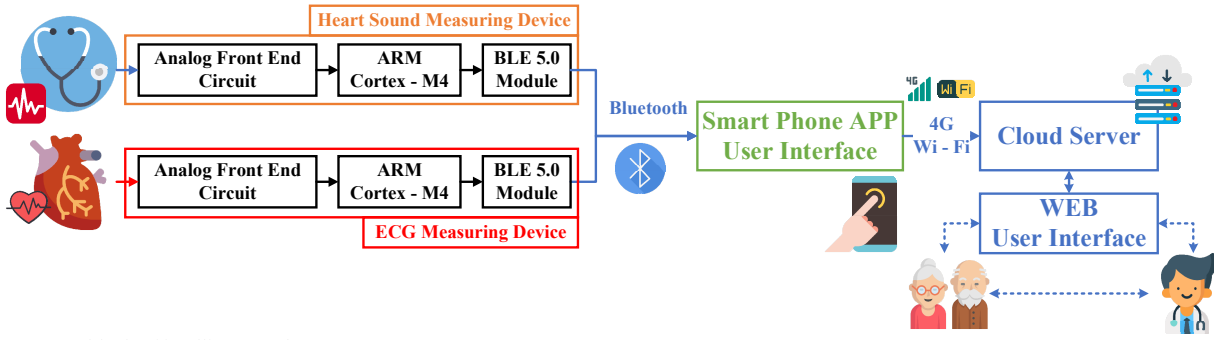 Heart Sound Measuring Device
Analog Front End
Circuit
ARM
Cortex - M4
BLE 5.0
Module
Bluetooth
Analog Front End
Circuit
ARM
Cortex - M4
BLE 5.0
Module
ECG Measuring Device
Smart Phone APP
User Interface
4G
Wi Fi
4G
Wi - Fi
Cloud Server
WEB
User Interface